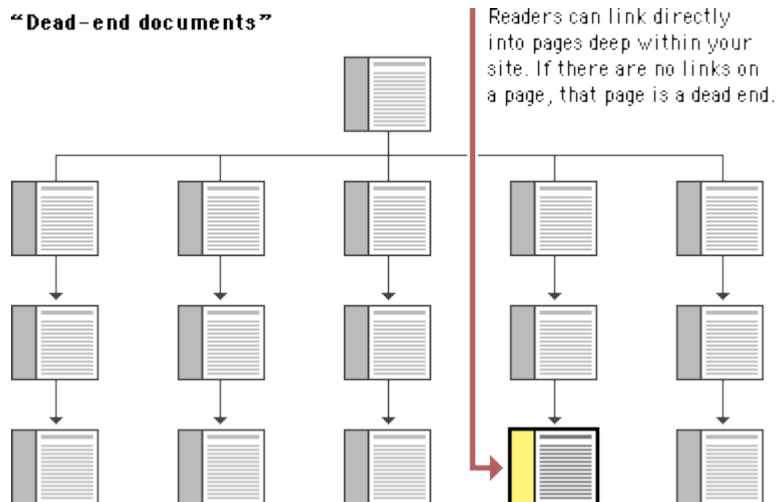 “Dead-end documents”
Readers can link directly
into pages deep within your
site. If there are no links on
a page, that page is a dead end.